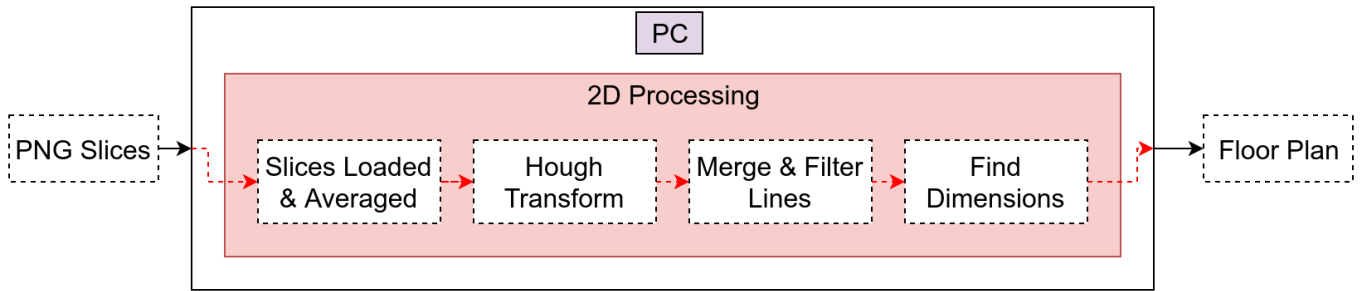 PC
2D Processing
PNG Slices
Slices Loaded
& Averaged
Hough
Transform
Merge & Filter
Lines
Find
Dimensions
Floor Plan